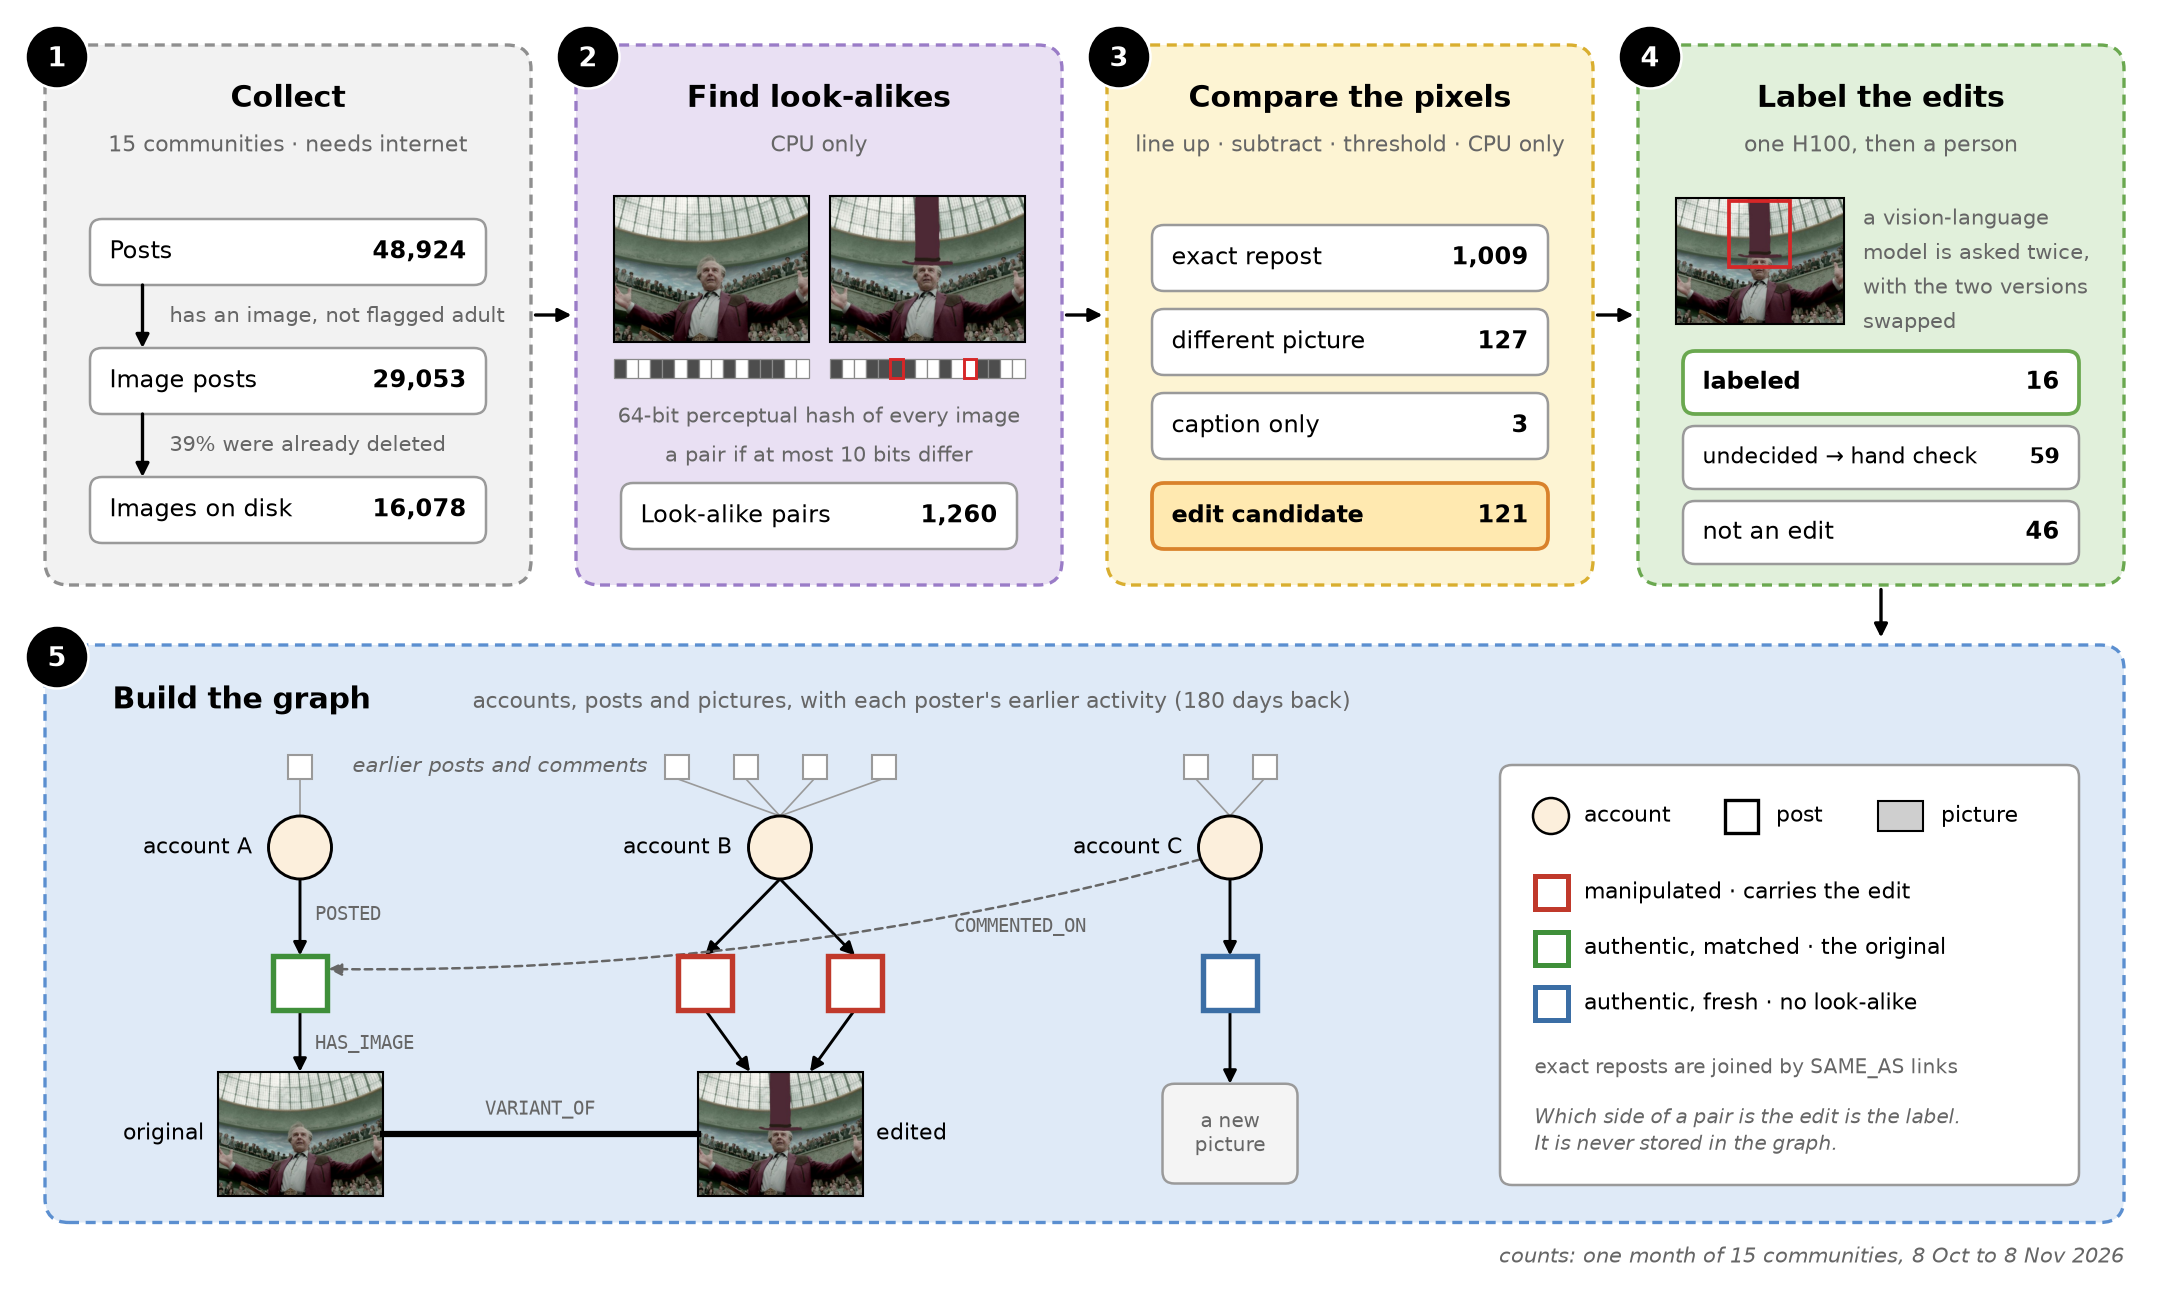 1
Collect
15 communities · needs internet
Posts 48,924
has an image, not flagged adult
Image posts 29,053
39% were already deleted
Images on disk 16,078
2
Find look-alikes
CPU only
64-bit perceptual hash of every image
a pair if at most 10 bits differ
Look-alike pairs 1,260
3
Compare the pixels
line up · subtract · threshold · CPU only
exact repost 1,009
different picture 127
caption only 3
edit candidate 121
4
Label the edits
one H100, then a person
a vision-language
model is asked twice,
with the two versions
swapped
labeled 16
undecided → hand check 59
not an edit 46
5
Build the graph
accounts, posts and pictures, with each poster's earlier activity (180 days back)
earlier posts and comments
account A
account B
account C
POSTED
COMMENTED_ON
HAS_IMAGE
VARIANT_OF
original
edited
a new
picture
account
post
picture
manipulated · carries the edit
authentic, matched · the original
authentic, fresh · no look-alike
exact reposts are joined by SAME_AS links
Which side of a pair is the edit is the label.
It is never stored in the graph.
counts: one month of 15 communities, 8 Oct to 8 Nov 2026